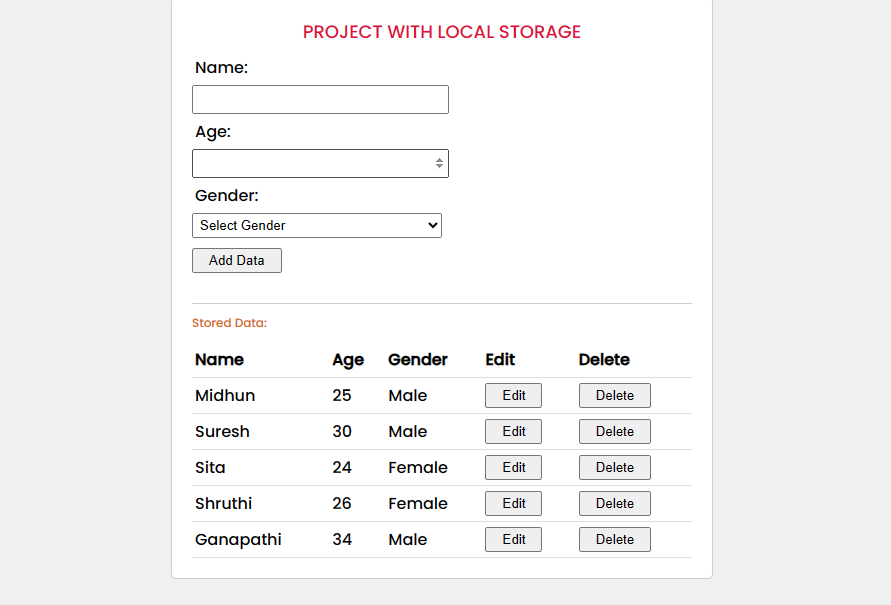 PROJECT WITH LOCAL STORAGE
Name:
Age:
Gender:
Select Gender
Add Data
Stored Data:
Name Age Gender Edit Delete
Midhun 25 Male Edit Delete
Suresh 30 Male Edit Delete
Sita 24 Female Edit Delete
Shruthi 26 Female Edit Delete
Ganapathi 34 Male Edit Delete